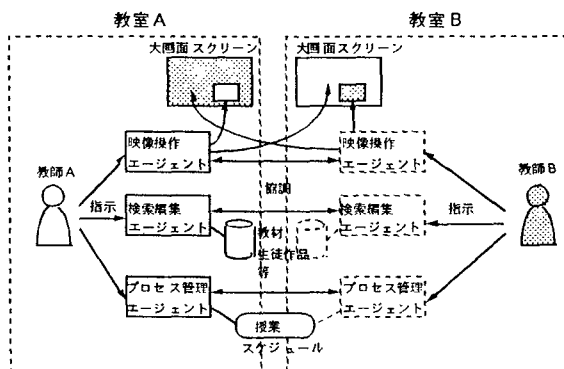 教室A
教室B
大画面スクリーン
大画面スクリーン
映像操作
エージェント
映像操作
エージェント
教師A
教師B
協調
指示
検索編集
エージェント
検索編集
エージェント
指示
教材
生徒作品
等
プロセス管理
エージェント
プロセス管理
エージェント
授業
スケジュール